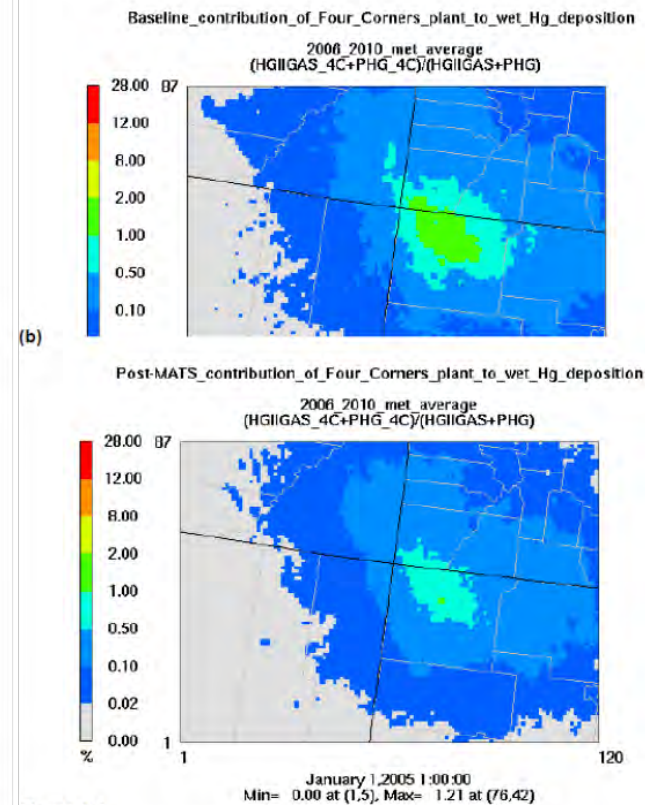 Baseline_contribution_of_Four_Corners_plant_to_wet_Hg_deposition
2006_2010_met_average
(HGIIGAS_4C+PHG_4C)/(HGIIGAS+PHG)
28.00
87
12.00
8.00
2.00
1.00
0.50
0.10
(b)
Post-MATS_contribution_of_Four_Corners_plant_to_wet_Hg_deposition
2006_2010_met_average
(HGIIGAS_4C+PHG_4C)/(HGIIGAS+PHG)
28.00
87
12.00
8.00
2.00
1.00
0.50
0.10
0.02
0.00
1
%
1
120
January 1,2005 1:00:00
Min= 0.00 at (1,5), Max= 1.21 at (76,42)